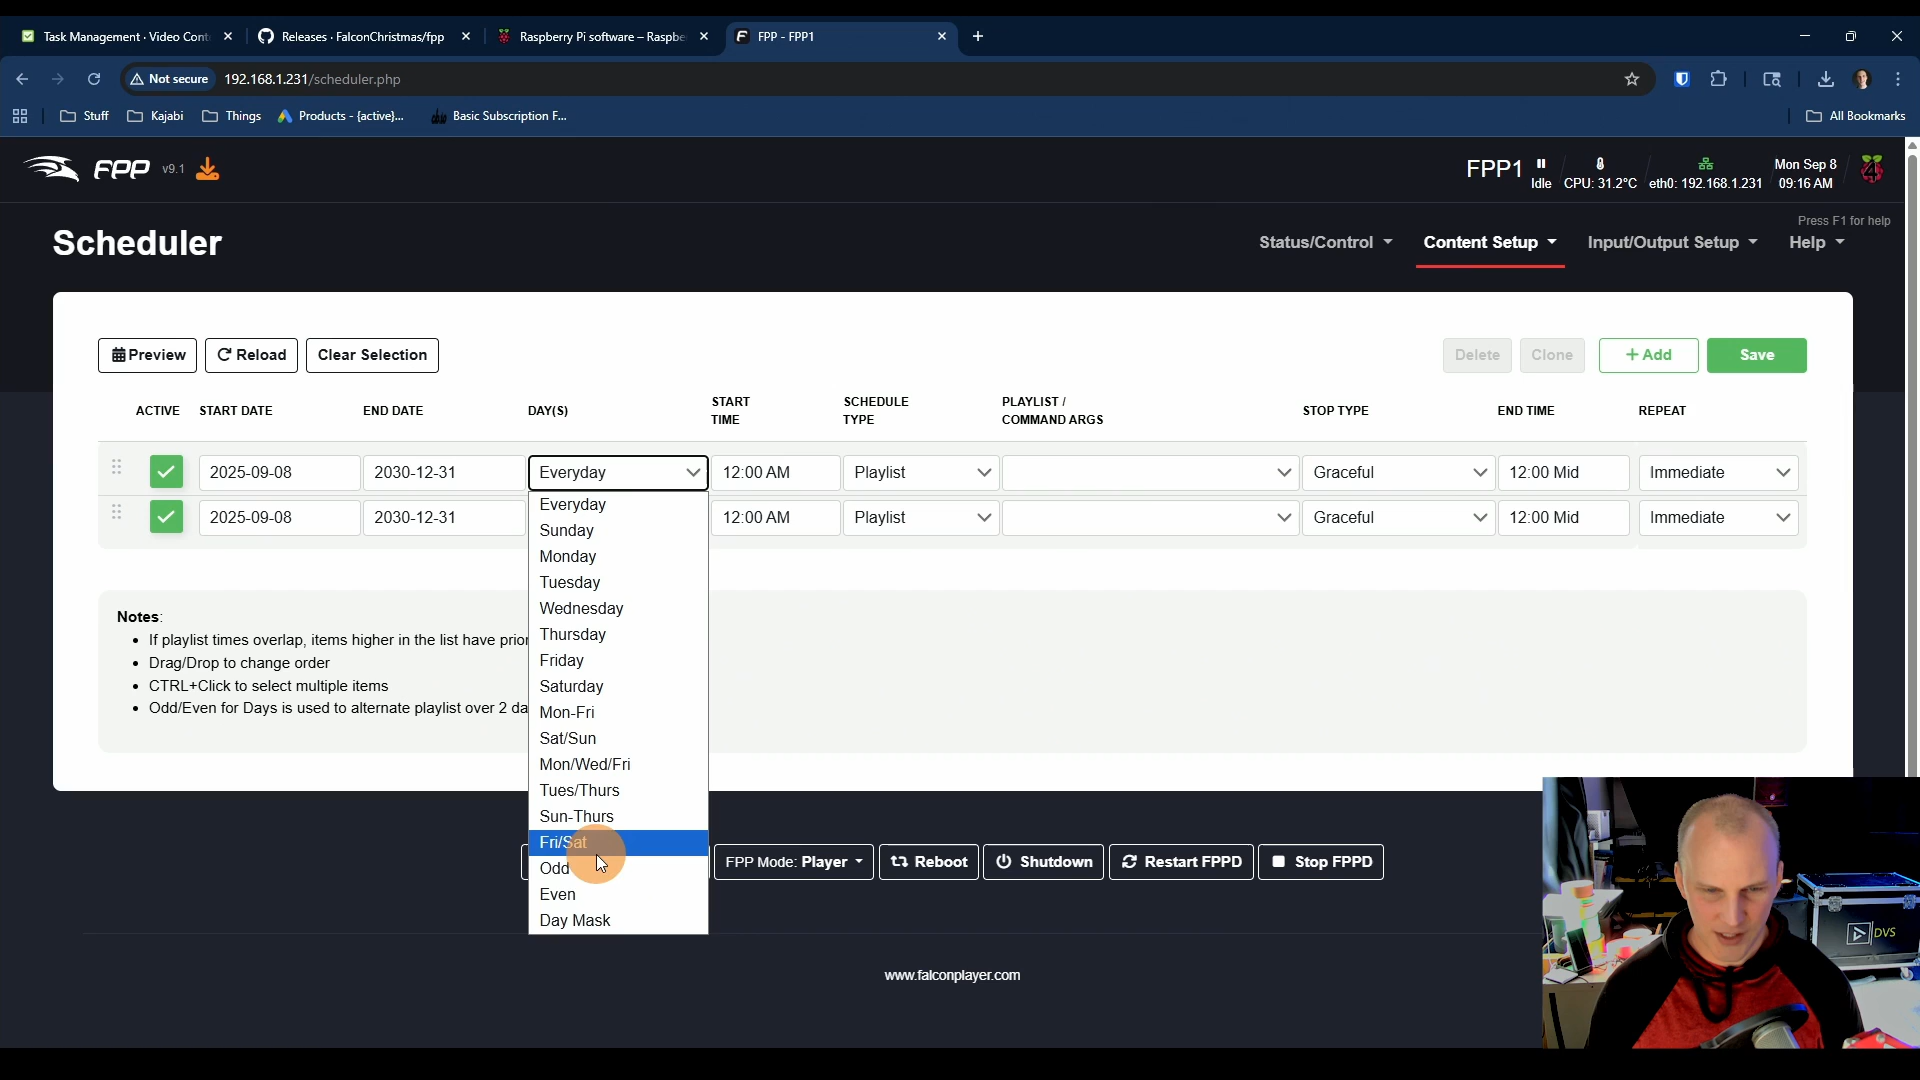 Task Management · Video Cont
Releases · FalconChristmas/fpp
Raspberry Pi software – Raspbe
FPP - FPP1
Not secure
192.168.1.231/scheduler.php
Stuff
Kajabi
Things
Products - {active}...
Basic Subscription F...
All Bookmarks
FPP v9.1
FPP1
Idle
CPU: 31.2°C
eth0: 192.168.1.231
Mon Sep 8
09:16 AM
4
Press F1 for help
Scheduler
Status/Control
Content Setup
Input/Output Setup
Help
Preview
Reload
Clear Selection
Delete
Clone
+ Add
Save
ACTIVE
START DATE
END DATE
DAY(S)
START
TIME
SCHEDULE
TYPE
PLAYLIST /
COMMAND ARGS
STOP TYPE
END TIME
REPEAT
2025-09-08
2030-12-31
Everyday
12:00 AM
Playlist
Graceful
12:00 Mid
Immediate
2025-09-08
2030-12-31
12:00 AM
Playlist
Graceful
12:00 Mid
Immediate
Everyday
Sunday
Monday
Tuesday
Wednesday
Thursday
Friday
Saturday
Mon-Fri
Sat/Sun
Mon/Wed/Fri
Tues/Thurs
Sun-Thurs
Fri/Sat
Odd
Even
Day Mask
Notes:
• If playlist times overlap, items higher in the list have prior
• Drag/Drop to change order
• CTRL+Click to select multiple items
• Odd/Even for Days is used to alternate playlist over 2 da
FPP Mode: Player
Reboot
Shutdown
Restart FPPD
Stop FPPD
www.falconplayer.com
DVS